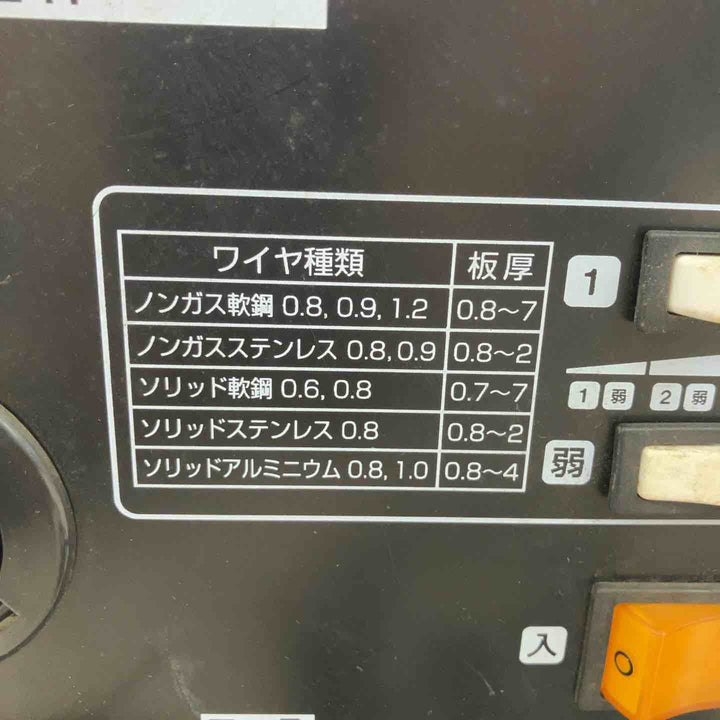 ワイヤ種類 板厚
ノンガス軟鋼 0.8, 0.9, 1.2 0.8〜7
ノンガスステンレス 0.8, 0.9 0.8〜2
ソリッド軟鋼 0.6, 0.8 0.7〜7
ソリッドステンレス 0.8 0.8〜2
ソリッドアルミニウム 0.8, 1.0 0.8〜4
1
1 弱 2 弱
弱
入